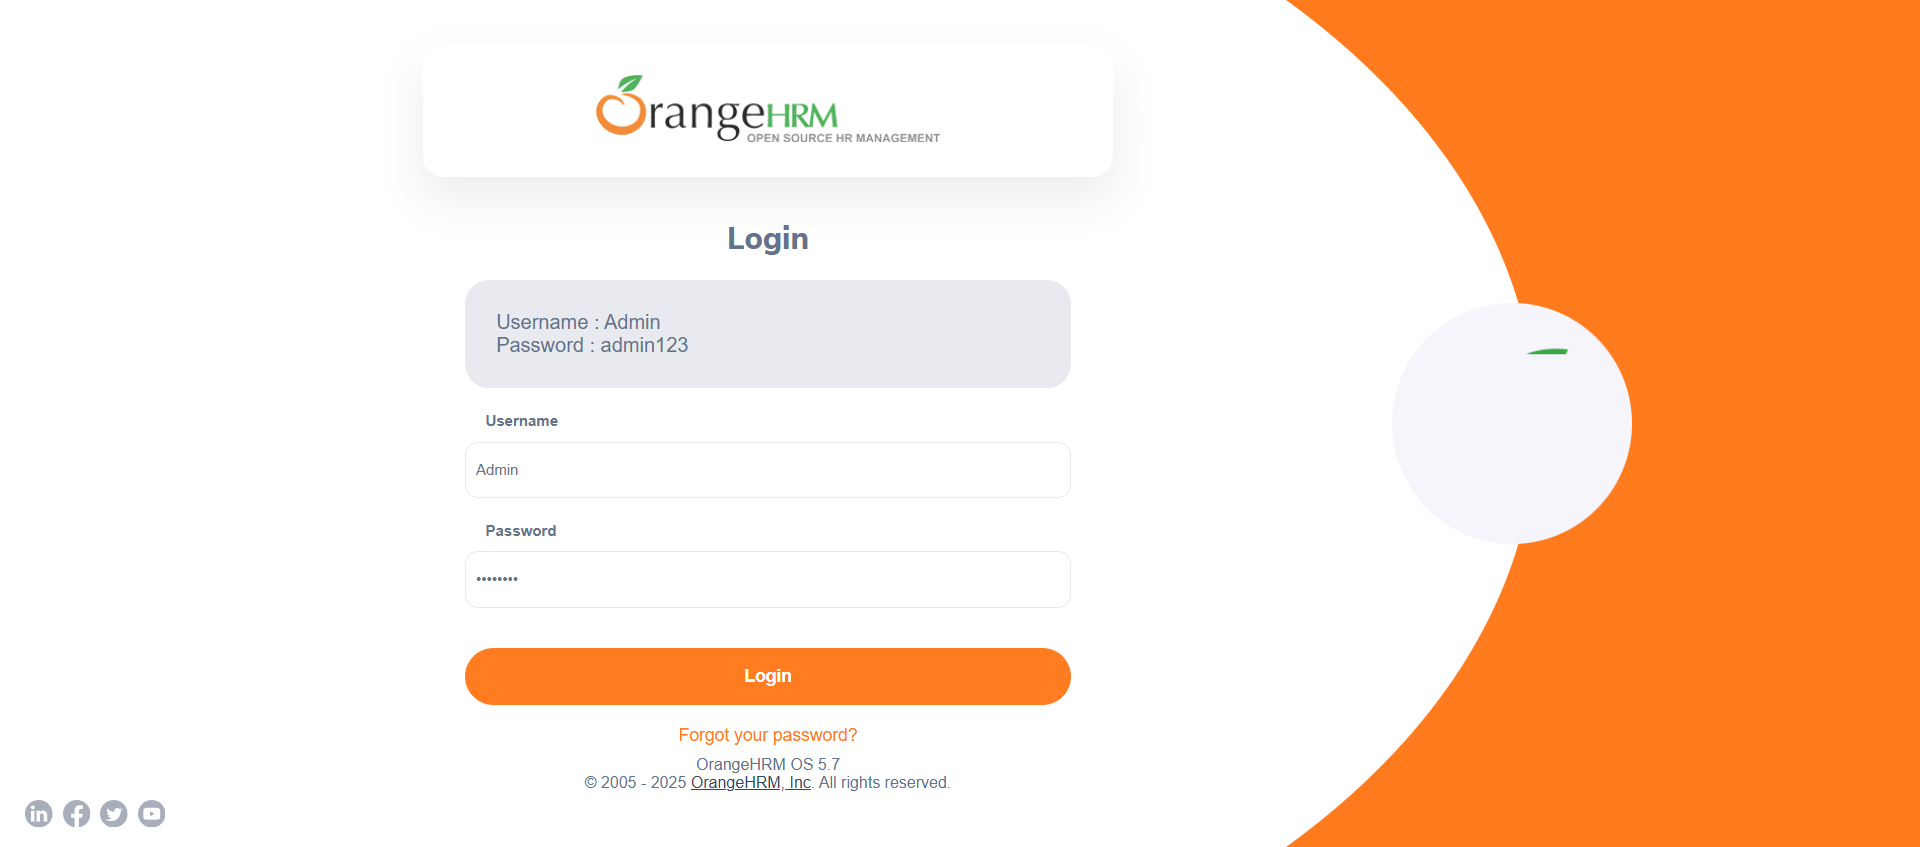 OrangeHRM
OPEN SOURCE HR MANAGEMENT
Login
Username : Admin
Password : admin123
Username
Admin
Password
••••••••
Login
Forgot your password?
OrangeHRM OS 5.7
© 2005 - 2025 OrangeHRM, Inc. All rights reserved.